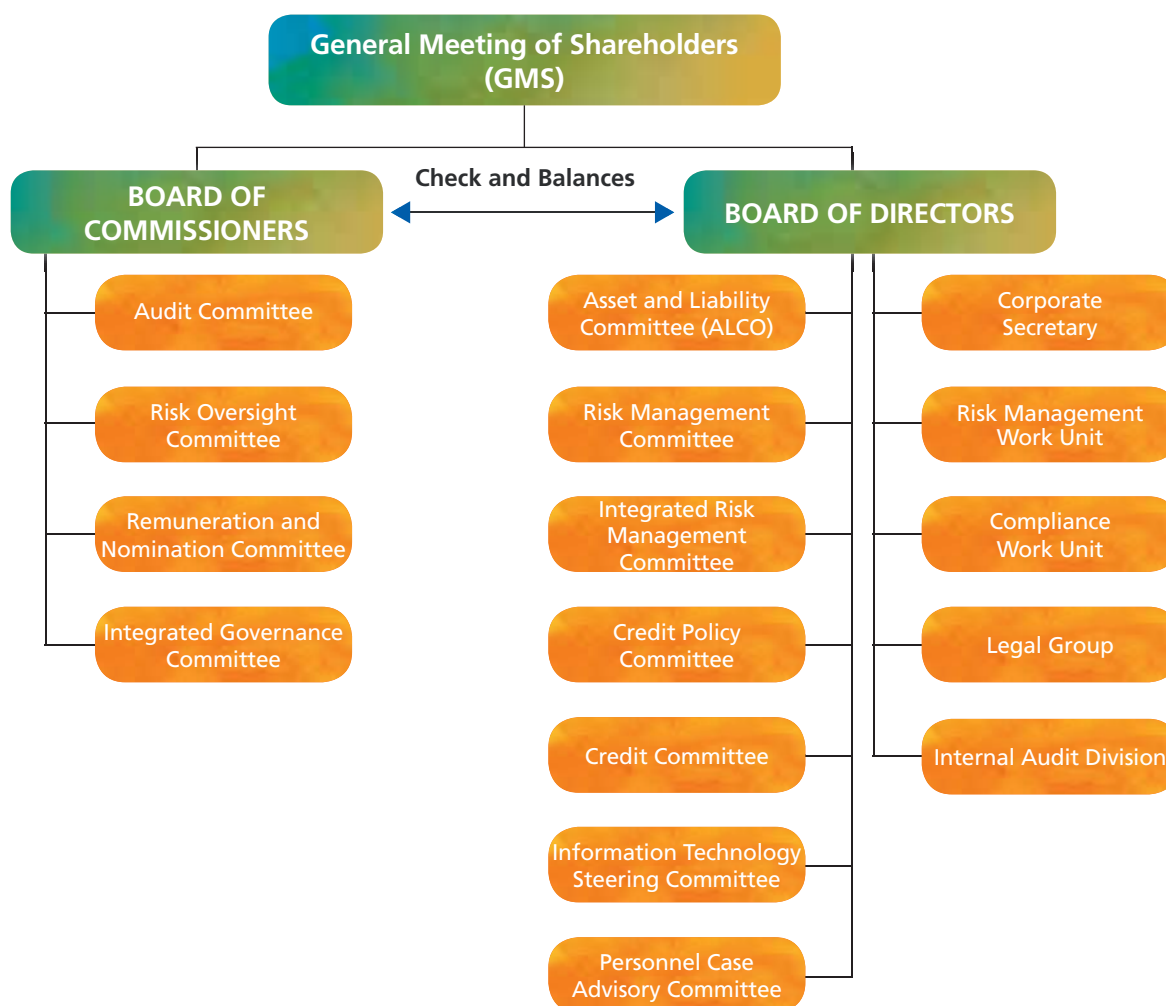 General Meeting of Shareholders
(GMS)
Check and Balances
BOARD OF
COMMISSIONERS
BOARD OF DIRECTORS
Audit Committee
Risk Oversight
Committee
Remuneration and
Nomination Committee
Integrated Governance
Committee
Asset and Liability
Committee (ALCO)
Risk Management
Committee
Integrated Risk
Management
Committee
Credit Policy
Committee
Credit Committee
Information Technology
Steering Committee
Personnel Case
Advisory Committee
Corporate
Secretary
Risk Management
Work Unit
Compliance
Work Unit
Legal Group
Internal Audit Division